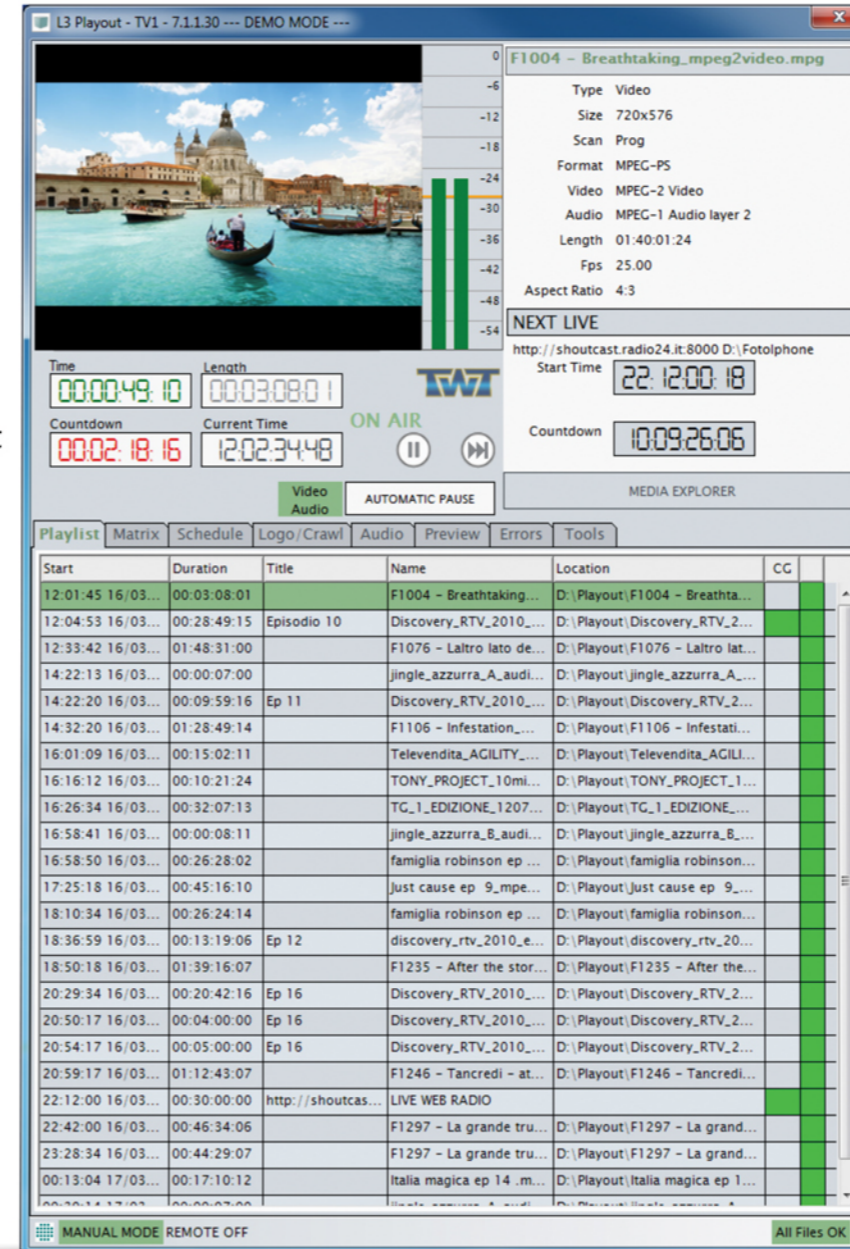 L3 Playout - TV1 - 7.1.1.30 --- DEMO MODE ---
0
-6
-12
-18
-24
-30
-36
-42
-48
-54
F1004 - Breathtaking_mpeg2video.mpg
Type Video
Size 720x576
Scan Prog
Format MPEG-PS
Video MPEG-2 Video
Audio MPEG-1 Audio layer 2
Length 01:40:01:24
Fps 25.00
Aspect Ratio 4:3
NEXT LIVE
http://shoutcast.radio24.it:8000 D:\Fotolphone
Start Time 22:12:00:18
Countdown 10:09:26:06
MEDIA EXPLORER
Time Length
00:00:49:10 00:03:08:01
TWT
Countdown Current Time
00:02:18:16 12:02:34:48
ON AIR
Video Audio
AUTOMATIC PAUSE
Playlist Matrix Schedule Logo/Crawl Audio Preview Errors Tools
Start Duration Title Name Location CG
12:01:45 16/03... 00:03:08:01 F1004 - Breathtaking... D:\Playout\F1004 - Breathta...
12:04:53 16/03... 00:28:49:15 Episodio 10 Discovery_RTV_2010_... D:\Playout\Discovery_RTV_2...
12:33:42 16/03... 01:48:31:00 F1076 - Laltro lato de... D:\Playout\F1076 - Laltro lat...
14:22:13 16/03... 00:00:07:00 jingle_azzurra_A_audi... D:\Playout\jingle_azzurra_A_...
14:22:20 16/03... 00:09:59:16 Ep 11 Discovery_RTV_2010_... D:\Playout\Discovery_RTV_2...
14:32:20 16/03... 01:28:49:14 F1106 - Infestation_... D:\Playout\F1106 - Infestati...
16:01:09 16/03... 00:15:02:11 Televendita_AGILITY_... D:\Playout\Televendita_AGILI...
16:16:12 16/03... 00:10:21:24 TONY_PROJECT_10mi... D:\Playout\TONY_PROJECT_1...
16:26:34 16/03... 00:32:07:13 TG_1_EDIZIONE_1207... D:\Playout\TG_1_EDIZIONE_...
16:58:41 16/03... 00:00:08:11 jingle_azzurra_B_audi... D:\Playout\jingle_azzurra_B_...
16:58:50 16/03... 00:26:28:02 famiglia robinson ep ... D:\Playout\famiglia robinson...
17:25:18 16/03... 00:45:16:10 Just cause ep 9_mpe... D:\Playout\Just cause ep 9_...
18:10:34 16/03... 00:26:24:14 famiglia robinson ep ... D:\Playout\famiglia robinson...
18:36:59 16/03... 00:13:19:06 Ep 12 discovery_rtv_2010_e... D:\Playout\discovery_rtv_20...
18:50:18 16/03... 01:39:16:07 F1235 - After the stor... D:\Playout\F1235 - After the...
20:29:34 16/03... 00:20:42:16 Ep 16 Discovery_RTV_2010_... D:\Playout\Discovery_RTV_2...
20:50:17 16/03... 00:04:00:00 Ep 16 Discovery_RTV_2010_... D:\Playout\Discovery_RTV_2...
20:54:17 16/03... 00:05:00:00 Ep 16 Discovery_RTV_2010_... D:\Playout\Discovery_RTV_2...
20:59:17 16/03... 01:12:43:07 F1246 - Tancredi - at... D:\Playout\F1246 - Tancredi...
22:12:00 16/03... 00:30:00:00 http://shoutcas... LIVE WEB RADIO
22:42:00 16/03... 00:46:34:06 F1297 - La grande tru... D:\Playout\F1297 - La grand...
23:28:34 16/03... 00:44:29:07 F1297 - La grande tru... D:\Playout\F1297 - La grand...
00:13:04 17/03... 00:17:10:12 Italia magica ep 14 .m... D:\Playout\Italia magica ep 1...
MANUAL MODE REMOTE OFF All Files OK